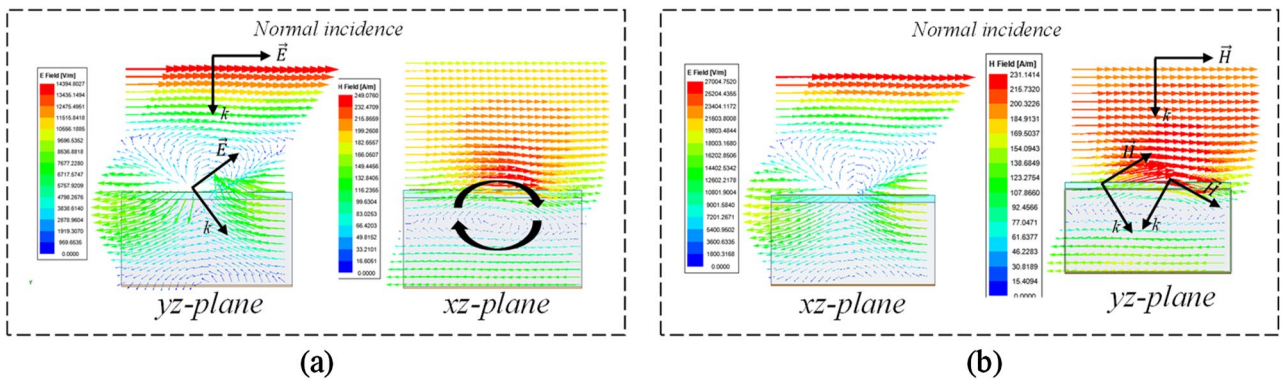 Normal incidence
E Field [V/m]
14394.8027
13435.1494
12475.4961
11515.8418
10556.1885
9596.5352
8636.8818
7677.2280
6717.5747
5757.9209
4798.2676
3838.6140
2878.9604
1919.3070
959.6535
0.0000
E
k
E
k
yz-plane
H Field [A/m]
249.0760
232.4709
215.8659
199.2608
182.6557
166.0507
149.4456
132.8405
116.2355
99.6304
83.0253
66.4203
49.8152
33.2101
16.6051
0.0000
xz-plane
(a)
Normal incidence
E Field [V/m]
27004.7520
25204.4355
23404.1172
21603.8008
19803.4844
18003.1680
16202.8506
14402.5342
12602.2178
10801.9004
9001.5840
7201.2671
5400.9502
3600.6335
1800.3168
0.0000
xz-plane
H Field [A/m]
231.1414
215.7320
200.3226
184.9131
169.5037
154.0943
138.6849
123.2754
107.8660
92.4566
77.0471
61.6377
46.2283
30.8189
15.4094
0.0000
H
k
H
H
k
k
yz-plane
(b)